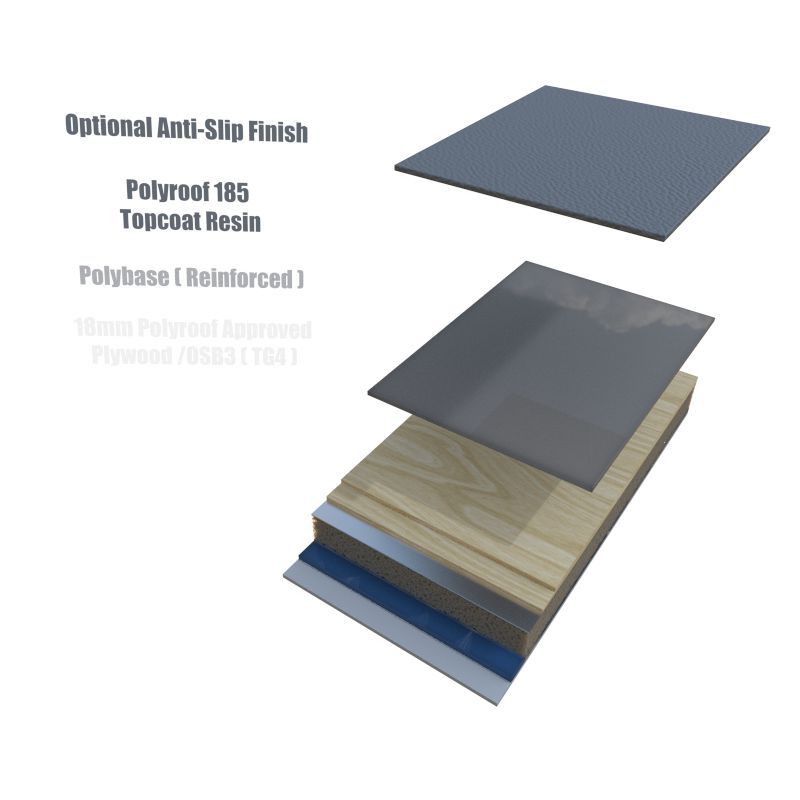 Optional Anti-Slip Finish
Polyroof 185
Topcoat Resin
Polybase ( Reinforced )
18mm Polyroof Approved
Plywood /OSB3 ( TG4 )